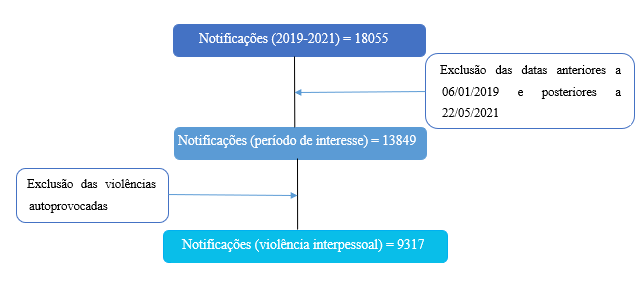 Notificações (2019-2021) = 18055
Exclusão das datas anteriores a
06/01/2019 e posteriores a
22/05/2021
Notificações (período de interesse) = 13849
Exclusão das violências
autoprovocadas
Notificações (violência interpessoal) = 9317